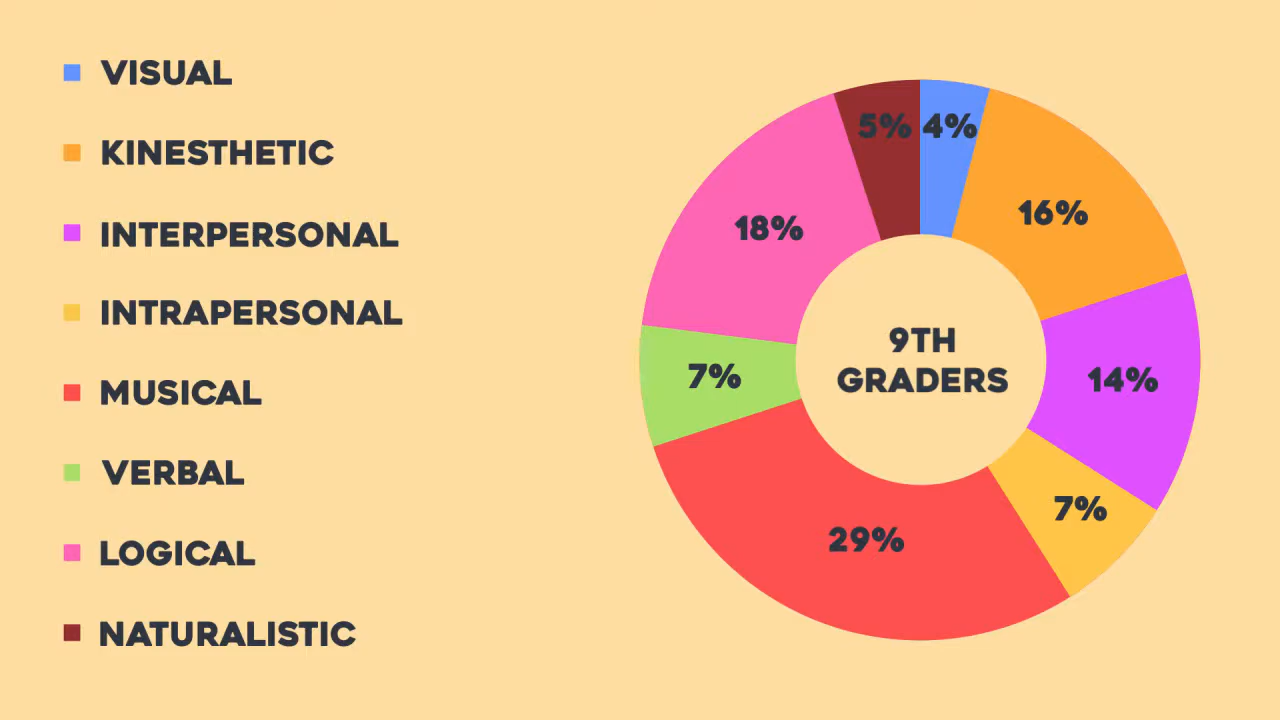 VISUAL
KINESTHETIC
INTERPERSONAL
INTRAPERSONAL
MUSICAL
VERBAL
LOGICAL
NATURALISTIC
5%
4%
16%
18%
14%
7%
7%
29%
9TH
GRADERS